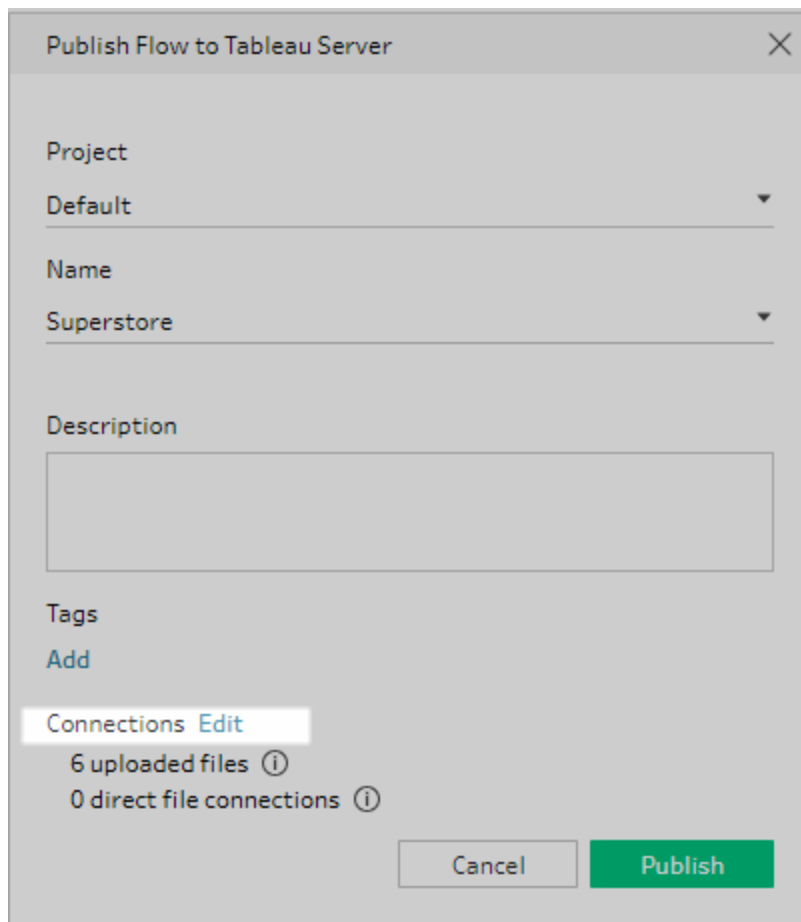 Publish Flow to Tableau Server
Project
Default
Name
Superstore
Description
Tags
Add
Connections Edit
6 uploaded files
0 direct file connections
Cancel Publish